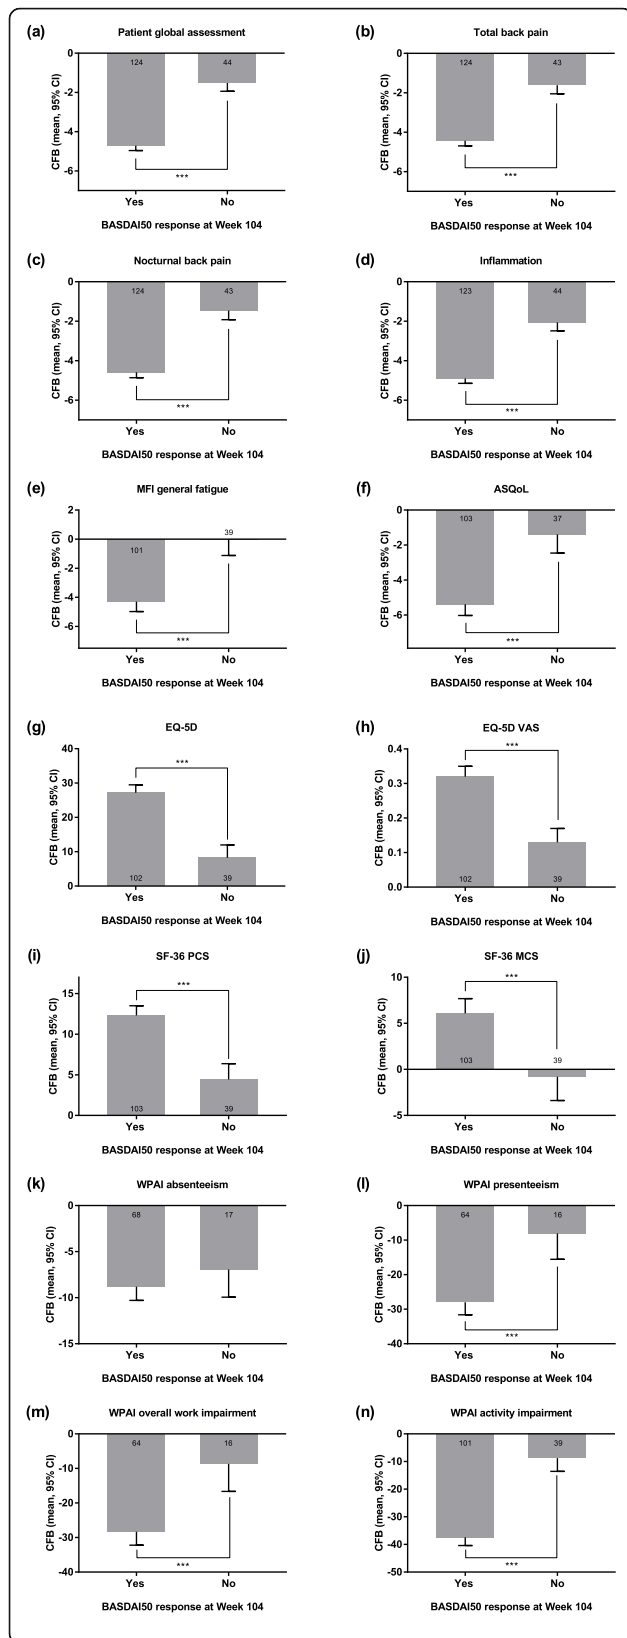 (a) Patient global assessment
0
-2
-4
-6
CFB (mean, 95% CI)
124 44
***
Yes No
BASDAI50 response at Week 104
(b) Total back pain
0
-2
-4
-6
CFB (mean, 95% CI)
124 43
***
Yes No
BASDAI50 response at Week 104
(c) Nocturnal back pain
0
-2
-4
-6
CFB (mean, 95% CI)
124 43
***
Yes No
BASDAI50 response at Week 104
(d) Inflammation
0
-2
-4
-6
CFB (mean, 95% CI)
123 44
***
Yes No
BASDAI50 response at Week 104
(e) MFI general fatigue
2
0
-2
-4
-6
CFB (mean, 95% CI)
101 39
***
Yes No
BASDAI50 response at Week 104
(f) ASQoL
0
-2
-4
-6
CFB (mean, 95% CI)
103 37
***
Yes No
BASDAI50 response at Week 104
(g) EQ-5D
40
30
20
10
0
CFB (mean, 95% CI)
***
102 39
Yes No
BASDAI50 response at Week 104
(h) EQ-5D VAS
0.4
0.3
0.2
0.1
0.0
CFB (mean, 95% CI)
***
102 39
Yes No
BASDAI50 response at Week 104
(i) SF-36 PCS
15
10
5
0
CFB (mean, 95% CI)
***
103 39
Yes No
BASDAI50 response at Week 104
(j) SF-36 MCS
10
5
0
-5
CFB (mean, 95% CI)
***
103 39
Yes No
BASDAI50 response at Week 104
(k) WPAI absenteeism
0
-5
-10
-15
CFB (mean, 95% CI)
68 17
Yes No
BASDAI50 response at Week 104
(l) WPAI presenteeism
0
-10
-20
-30
-40
CFB (mean, 95% CI)
64 16
***
Yes No
BASDAI50 response at Week 104
(m) WPAI overall work impairment
0
-10
-20
-30
-40
CFB (mean, 95% CI)
64 16
***
Yes No
BASDAI50 response at Week 104
(n) WPAI activity impairment
0
-10
-20
-30
-40
-50
CFB (mean, 95% CI)
101 39
***
Yes No
BASDAI50 response at Week 104